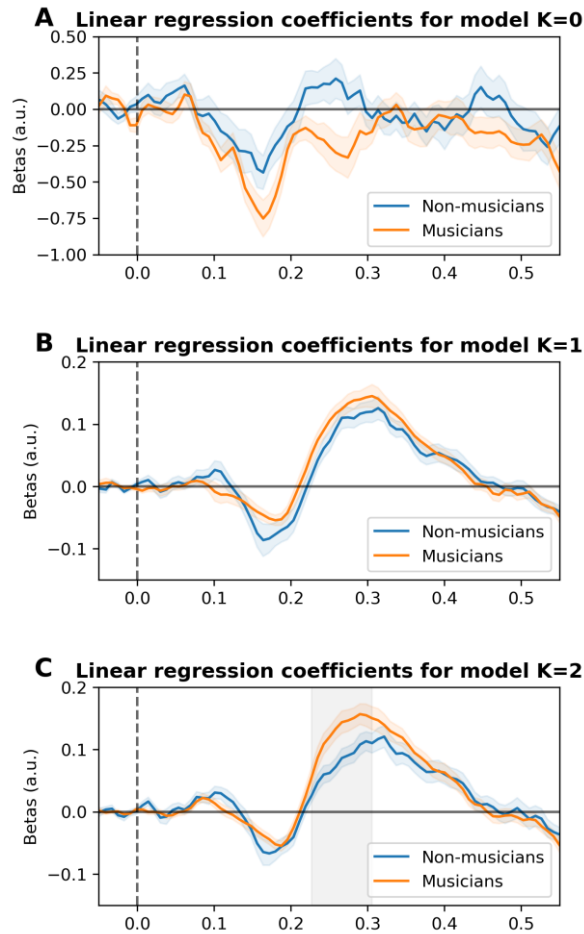 A Linear regression coefficients for model K=0
0.50
0.25
0.00
−0.25
−0.50
−0.75
−1.00
Betas (a.u.)
Non-musicians
Musicians
0.0 0.1 0.2 0.3 0.4 0.5
B Linear regression coefficients for model K=1
0.2
0.1
0.0
−0.1
Betas (a.u.)
Non-musicians
Musicians
0.0 0.1 0.2 0.3 0.4 0.5
C Linear regression coefficients for model K=2
0.2
0.1
0.0
−0.1
Betas (a.u.)
Non-musicians
Musicians
0.0 0.1 0.2 0.3 0.4 0.5